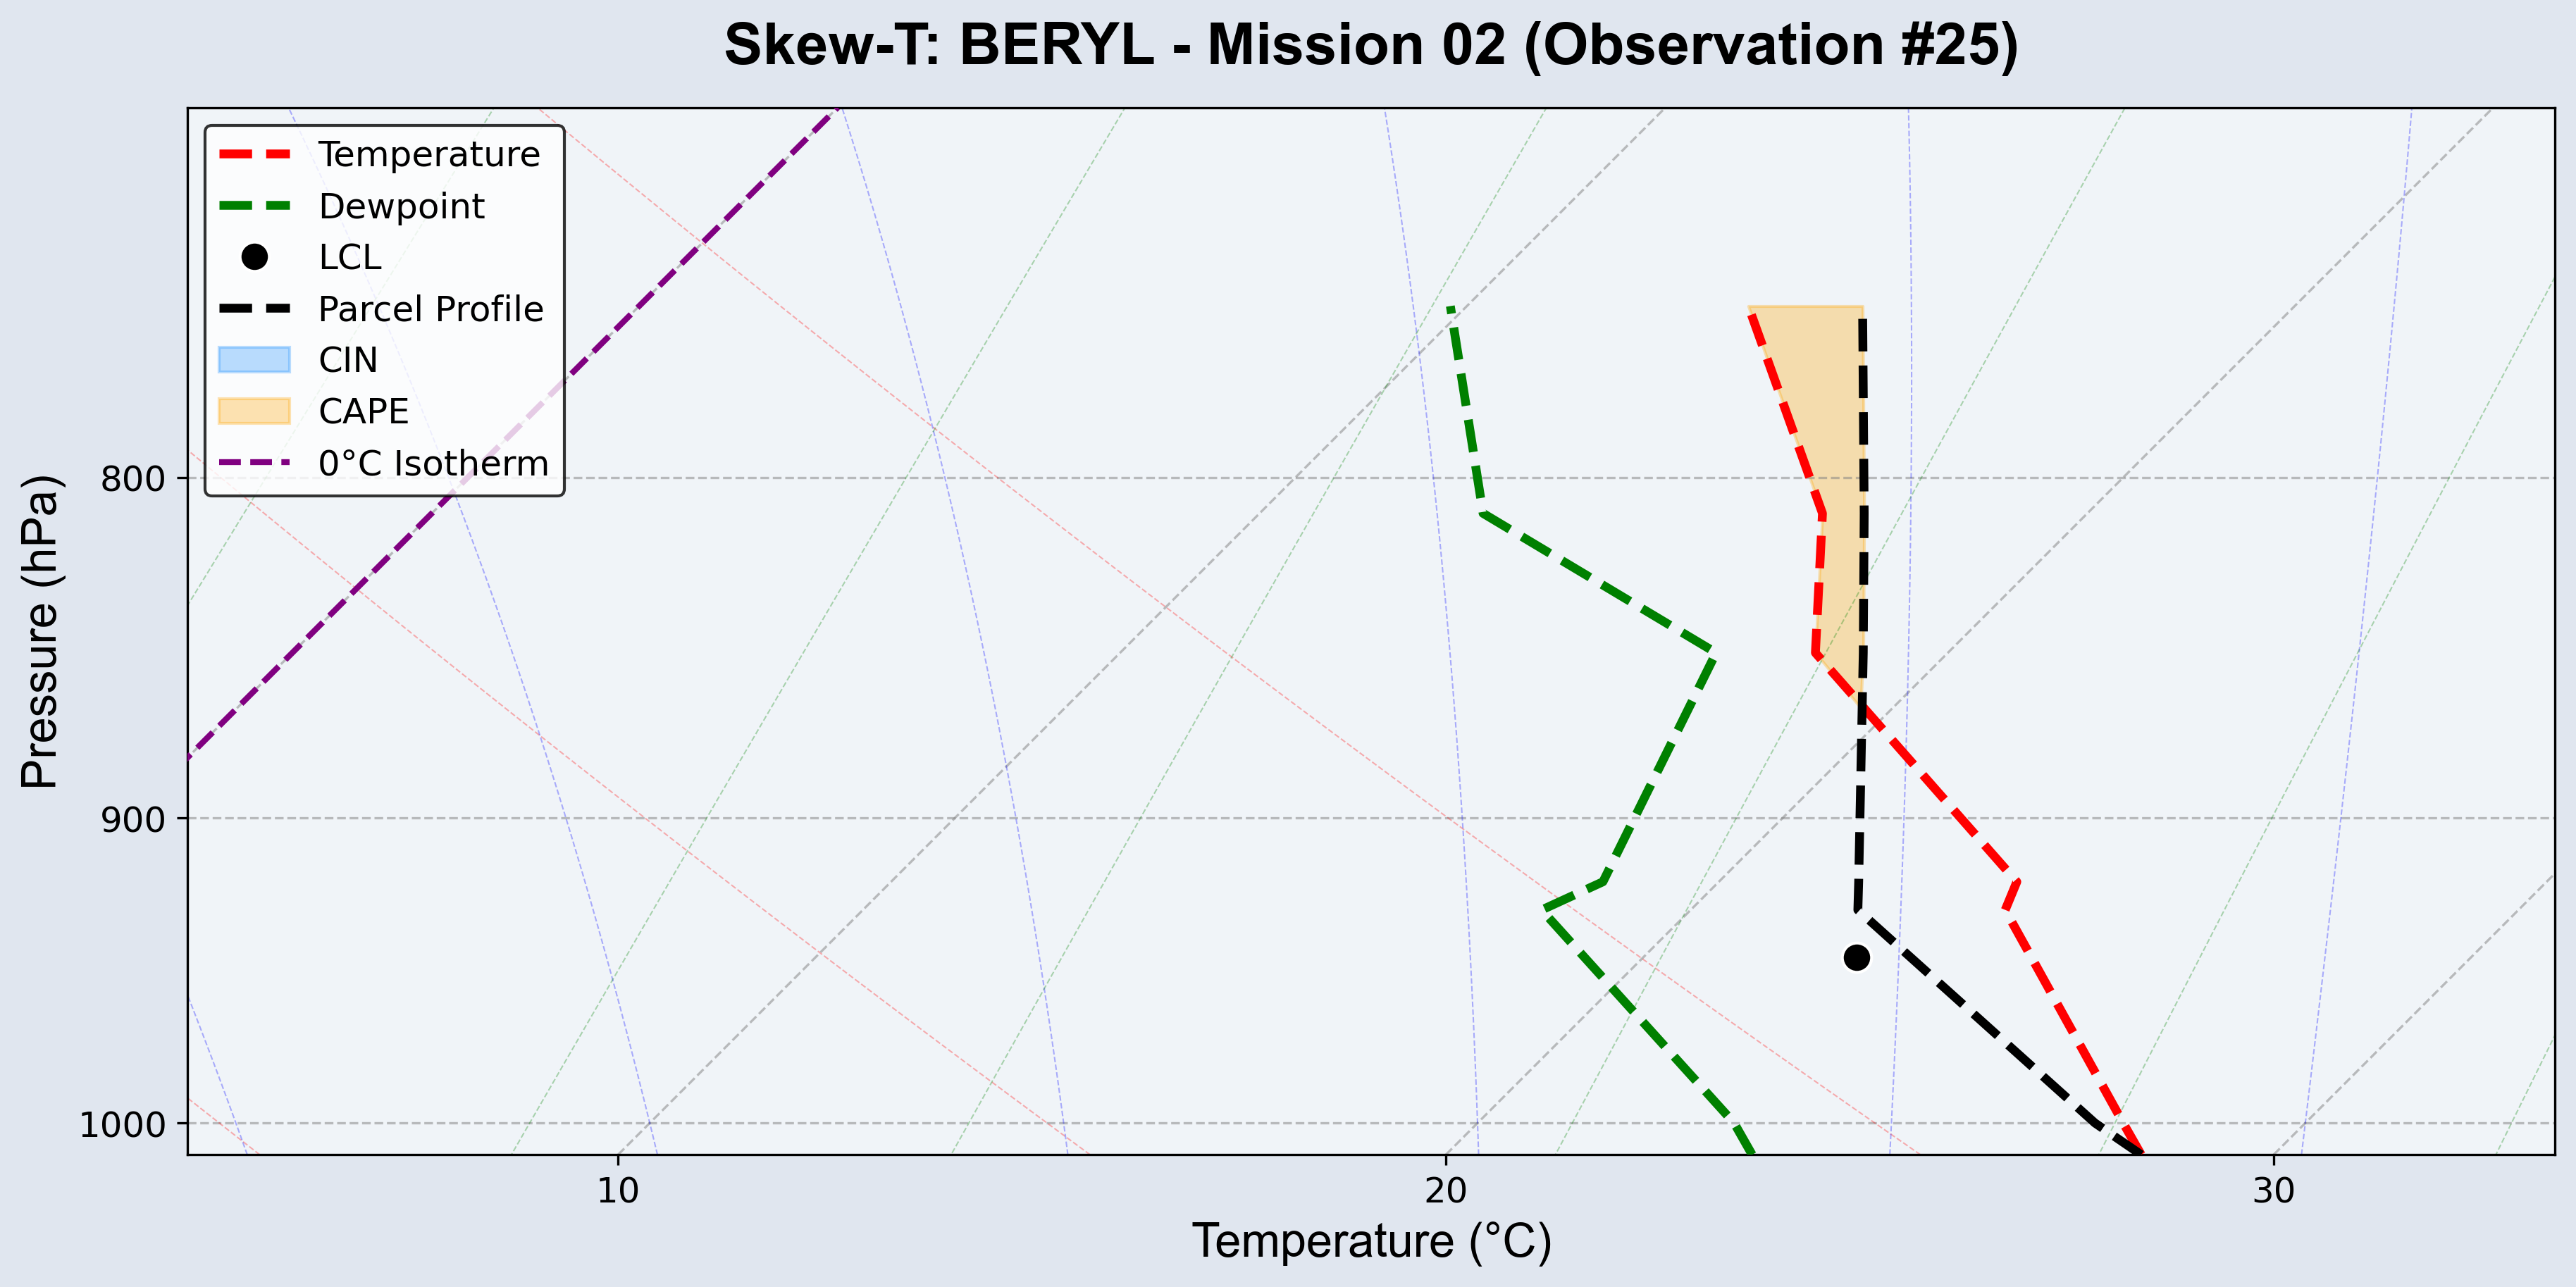 Skew-T: BERYL - Mission 02 (Observation #25)
Temperature
Dewpoint
LCL
Parcel Profile
CIN
CAPE
0°C Isotherm
Pressure (hPa)
800
900
1000
10
20
30
Temperature (°C)